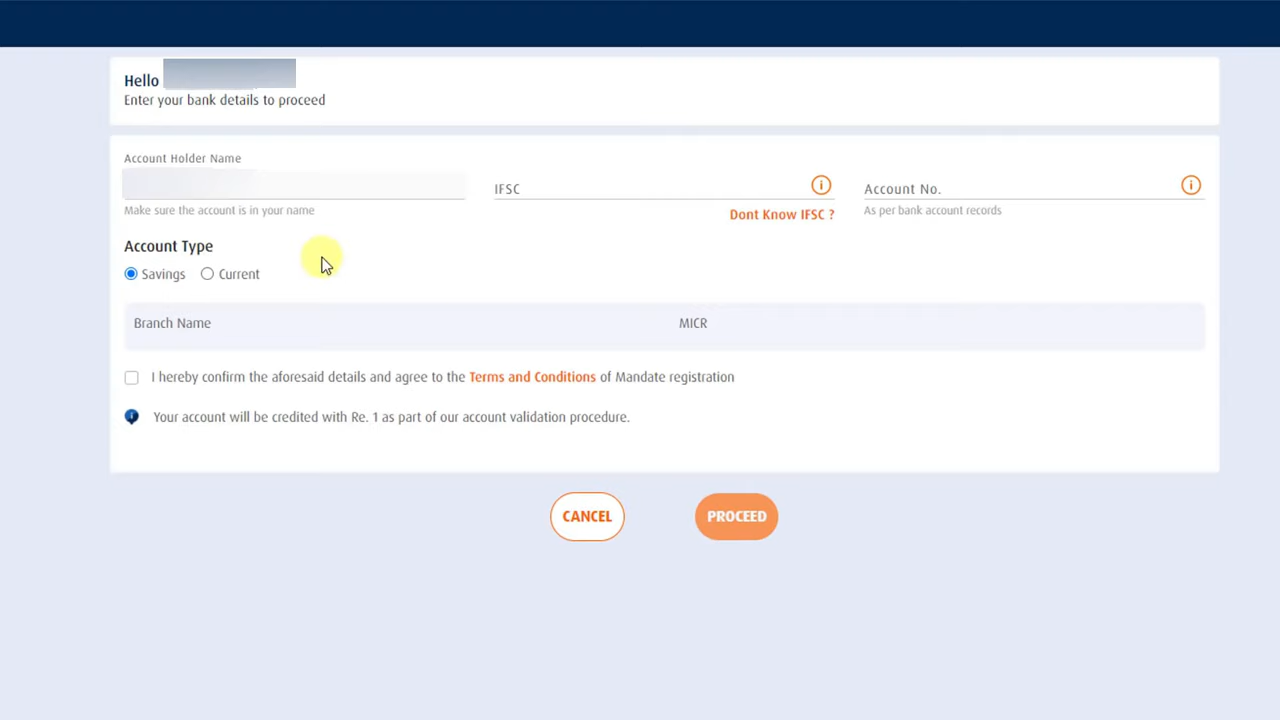 Hello
Enter your bank details to proceed
Account Holder Name
IFSC
Account No.
Make sure the account is in your name
Dont Know IFSC ?
As per bank account records
Account Type
Savings
Current
Branch Name
MICR
I hereby confirm the aforesaid details and agree to the Terms and Conditions of Mandate registration
Your account will be credited with Re. 1 as part of our account validation procedure.
CANCEL
PROCEED